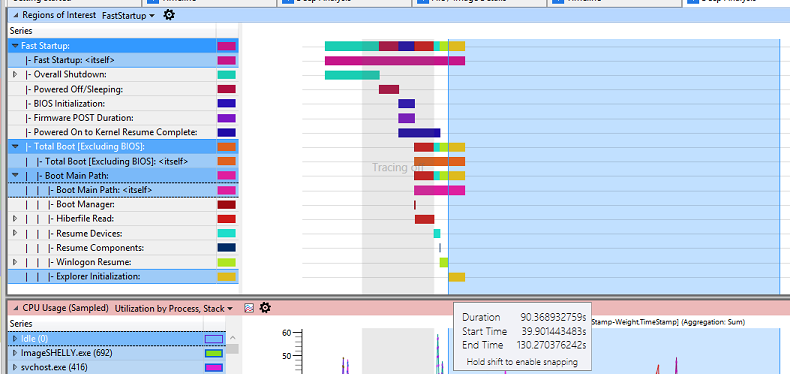 Regions of Interest FastStartup
Series
Fast Startup:
|- Fast Startup: <itself>
|- Overall Shutdown:
|- Powered Off/Sleeping:
|- BIOS Initialization:
|- Firmware POST Duration:
|- Powered On to Kernel Resume Complete:
|- Total Boot [Excluding BIOS]:
| |- Total Boot [Excluding BIOS]: <itself>
| |- Boot Main Path:
| | |- Boot Main Path: <itself>
| | |- Boot Manager:
| | |- Hiberfile Read:
| | |- Resume Devices:
| | |- Resume Components:
| | |- Winlogon Resume:
| | |- Explorer Initialization:
Tracing off
CPU Usage (Sampled) Utilization by Process, Stack
Series
Idle (0)
ImageSHELLY.exe (692)
svchost.exe (416)
60
50
Duration 90.368932759s
Start Time 39.901443483s
End Time 130.270376242s
Hold shift to enable snapping
Stamp-Weight.TimeStamp] (Aggregation: Sum)